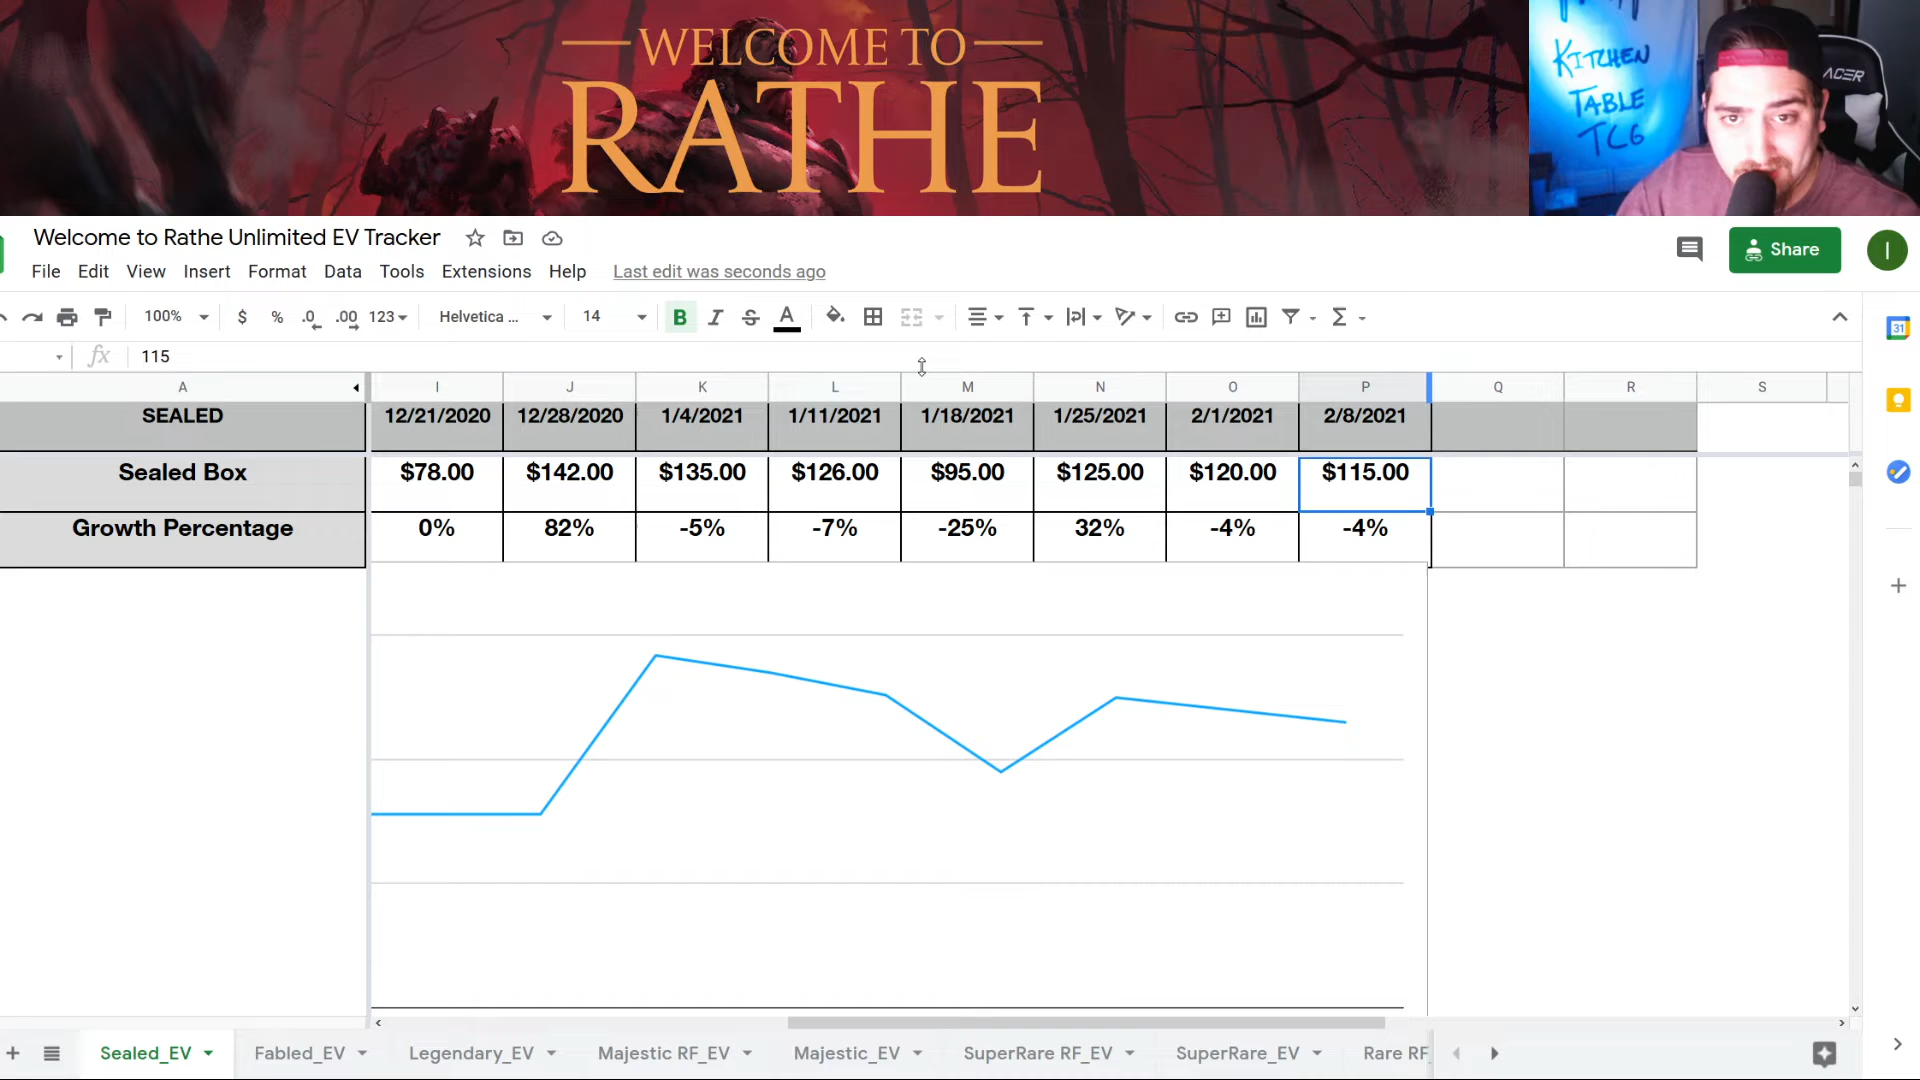 WELCOME TO
RATHE
KITCHEN
TABLE
TCG
ACER
Welcome to Rathe Unlimited EV Tracker
Share
I
File Edit View Insert Format Data Tools Extensions Help Last edit was seconds ago
100% $ % .0 .00 123 Helvetica ... 14 B I S A Σ
31
fx 115
A I J K L M N O P Q R S
SEALED 12/21/2020 12/28/2020 1/4/2021 1/11/2021 1/18/2021 1/25/2021 2/1/2021 2/8/2021
Sealed Box $78.00 $142.00 $135.00 $126.00 $95.00 $125.00 $120.00 $115.00
Growth Percentage 0% 82% -5% -7% -25% 32% -4% -4%
Sealed_EV Fabled_EV Legendary_EV Majestic RF_EV Majestic_EV SuperRare RF_EV SuperRare_EV Rare RF